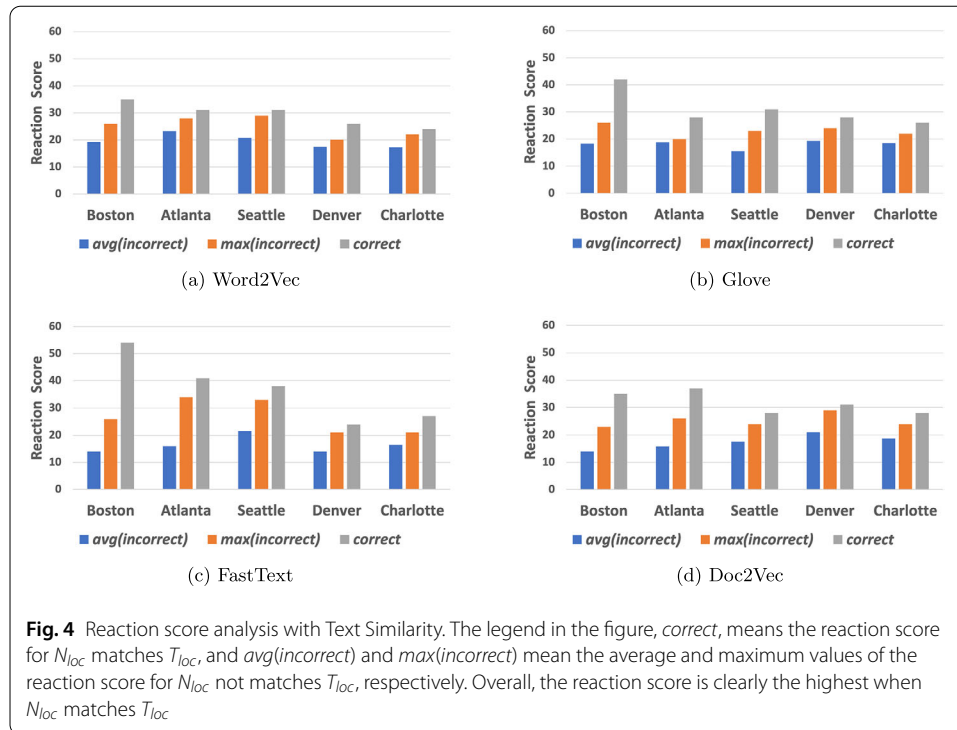 60
50
40
30
20
10
0
Reaction Score
Boston Atlanta Seattle Denver Charlotte
avg(incorrect) max(incorrect) correct
(a) Word2Vec
60
50
40
30
20
10
0
Reaction Score
Boston Atlanta Seattle Denver Charlotte
avg(incorrect) max(incorrect) correct
(b) Glove
60
50
40
30
20
10
0
Reaction Score
Boston Atlanta Seattle Denver Charlotte
avg(incorrect) max(incorrect) correct
(c) FastText
60
50
40
30
20
10
0
Reaction Score
Boston Atlanta Seattle Denver Charlotte
avg(incorrect) max(incorrect) correct
(d) Doc2Vec
Fig. 4 Reaction score analysis with Text Similarity. The legend in the figure, correct, means the reaction score
for N_loc matches T_loc, and avg(incorrect) and max(incorrect) mean the average and maximum values of the
reaction score for N_loc not matches T_loc, respectively. Overall, the reaction score is clearly the highest when
N_loc matches T_loc